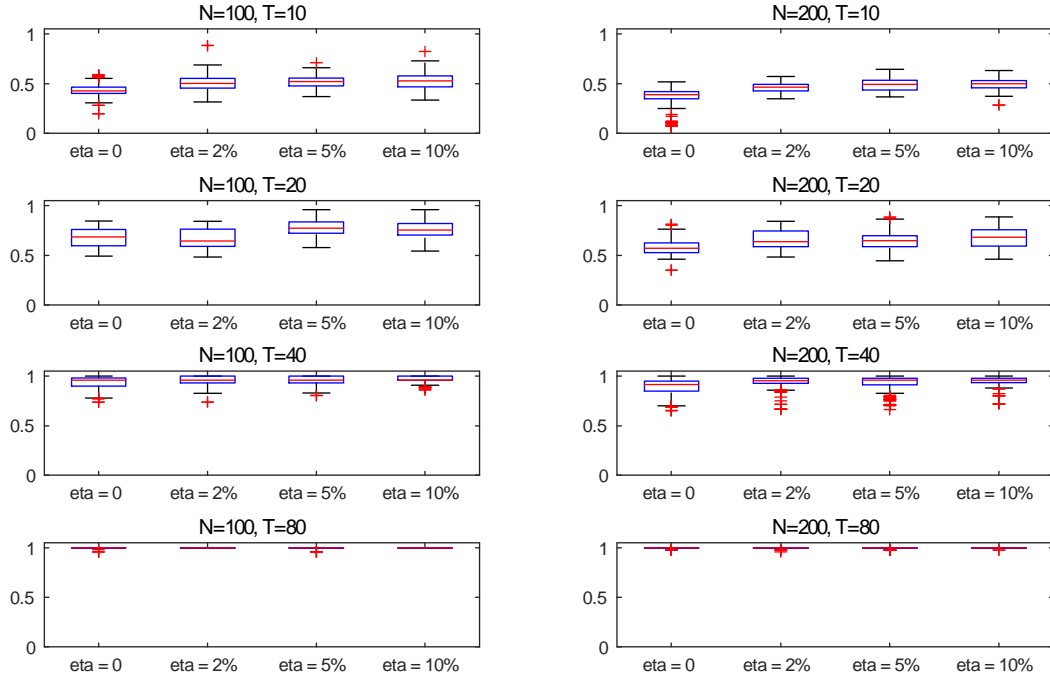 N=100, T=10
1
0.5
0
eta = 0 eta = 2% eta = 5% eta = 10%
N=200, T=10
1
0.5
0
eta = 0 eta = 2% eta = 5% eta = 10%
N=100, T=20
1
0.5
0
eta = 0 eta = 2% eta = 5% eta = 10%
N=200, T=20
1
0.5
0
eta = 0 eta = 2% eta = 5% eta = 10%
N=100, T=40
1
0.5
0
eta = 0 eta = 2% eta = 5% eta = 10%
N=200, T=40
1
0.5
0
eta = 0 eta = 2% eta = 5% eta = 10%
N=100, T=80
1
0.5
0
eta = 0 eta = 2% eta = 5% eta = 10%
N=200, T=80
1
0.5
0
eta = 0 eta = 2% eta = 5% eta = 10%